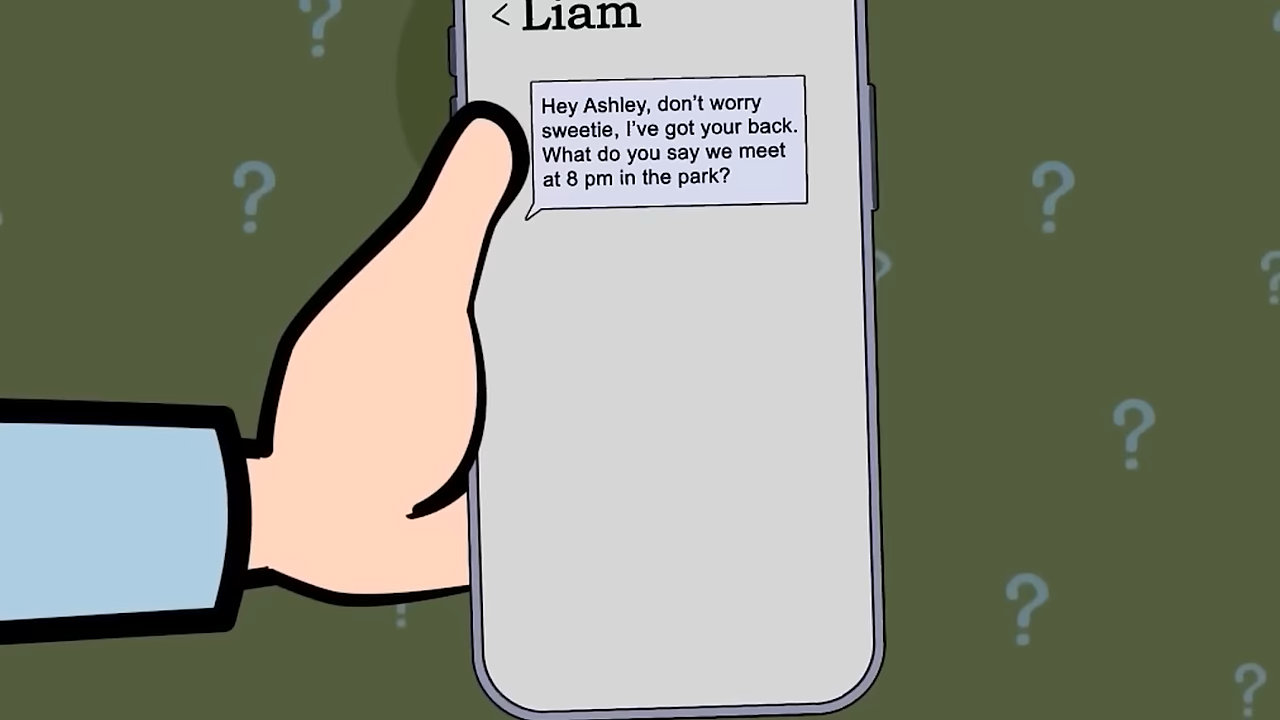 < Liam
Hey Ashley, don't worry
sweetie, I've got your back.
What do you say we meet
at 8 pm in the park?